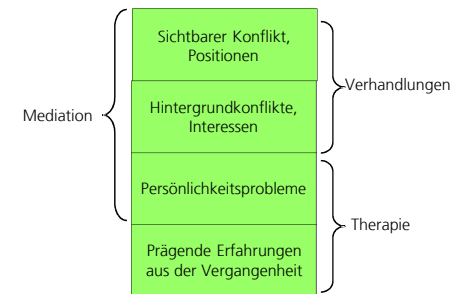 Sichtbarer Konflikt,
Positionen
Verhandlungen
Hintergrundkonflikte,
Interessen
Mediation
Persönlichkeitsprobleme
Therapie
Prägende Erfahrungen
aus der Vergangenheit